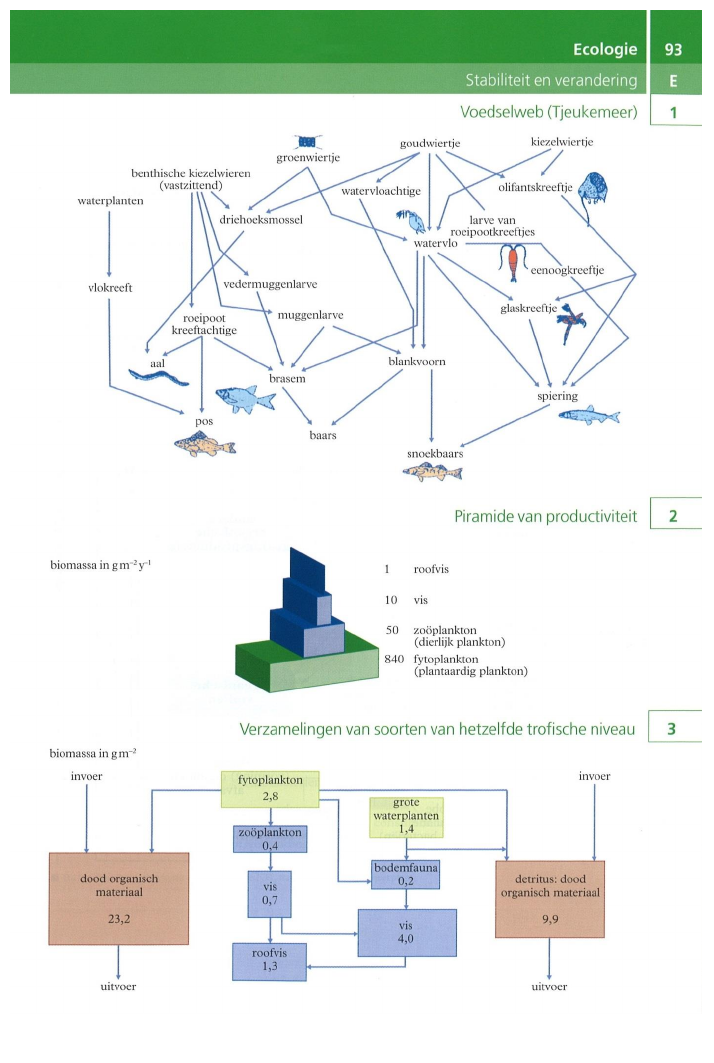 Ecologie 93
Stabiliteit en verandering E
Voedselweb (Tjeukemeer) 1
groenwiertje
goudwiertje
kiezelwiertje
benthische kiezelwieren
(vastzittend)
waterplanten
watervloachtige
olifantskreeftje
driehoeksmossel
larve van
roeipootkreeftjes
watervlo
eenoogkreeftje
vlokreeft
vedermuggenlarve
glaskreeftje
roeipoot
kreeftachtige
muggenlarve
aal
brasem
blankvoorn
spiering
pos
baars
snoekbaars
Piramide van productiviteit 2
biomassa in g m⁻² y⁻¹
1 roofvis
10 vis
50 zoöplankton
(dierlijk plankton)
840 fytoplankton
(plantaardig plankton)
Verzamelingen van soorten van hetzelfde trofische niveau 3
biomassa in g m⁻²
invoer
invoer
fytoplankton
2,8
grote
waterplanten
1,4
zoöplankton
0,4
dood organisch
materiaal
23,2
vis
0,7
bodemfauna
0,2
detritus: dood
organisch materiaal
9,9
vis
4,0
roofvis
1,3
uitvoer
uitvoer